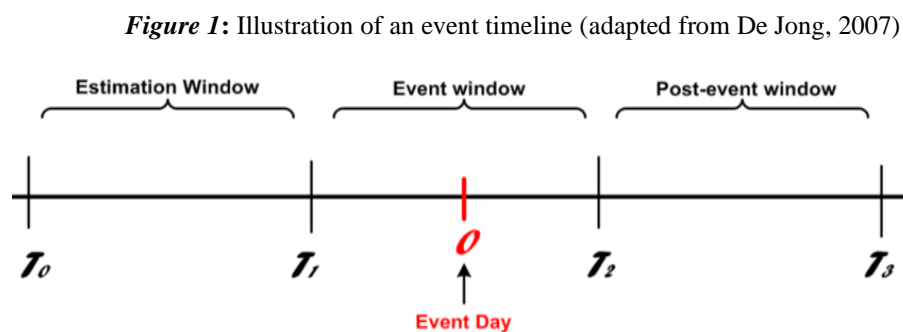 Figure 1: Illustration of an event timeline (adapted from De Jong, 2007)
Estimation Window Event window Post-event window
T0 T1 0 T2 T3
Event Day